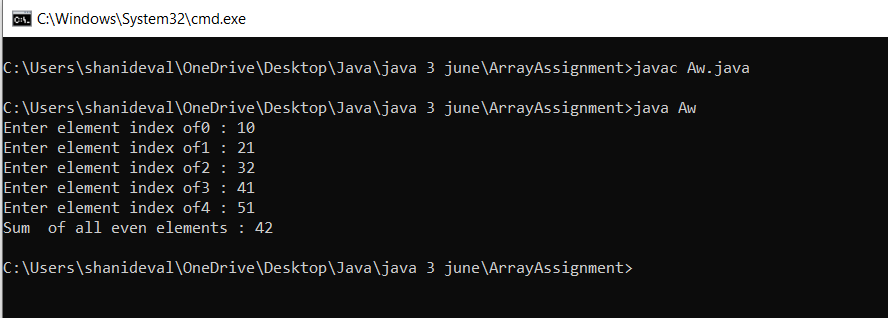 C:\Windows\System32\cmd.exe
C:\Users\shanideval\OneDrive\Desktop\Java\java 3 june\ArrayAssignment>javac Aw.java
C:\Users\shanideval\OneDrive\Desktop\Java\java 3 june\ArrayAssignment>java Aw
Enter element index of0 : 10
Enter element index of1 : 21
Enter element index of2 : 32
Enter element index of3 : 41
Enter element index of4 : 51
Sum  of all even elements : 42
C:\Users\shanideval\OneDrive\Desktop\Java\java 3 june\ArrayAssignment>